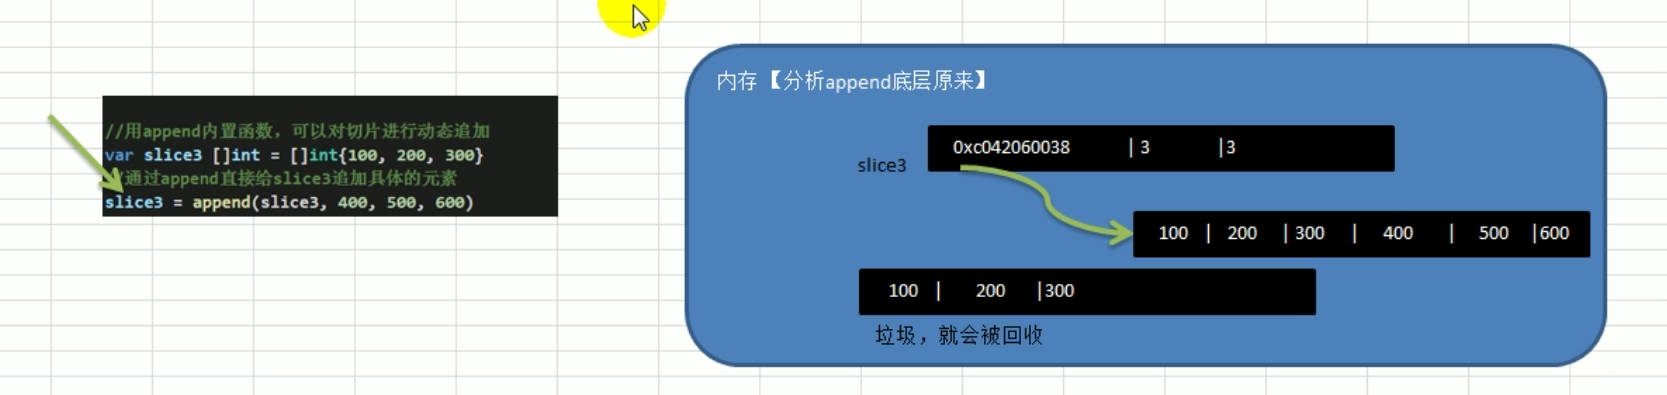 //用append内置函数，可以对切片进行动态追加
var slice3 []int = []int{100, 200, 300}
/通过append直接给slice3追加具体的元素
slice3 = append(slice3, 400, 500, 600)
内存【分析append底层原来】
slice3
0xc042060038 |3 |3
100 | 200 |300 | 400 | 500 |600
100 | 200 |300
垃圾，就会被回收